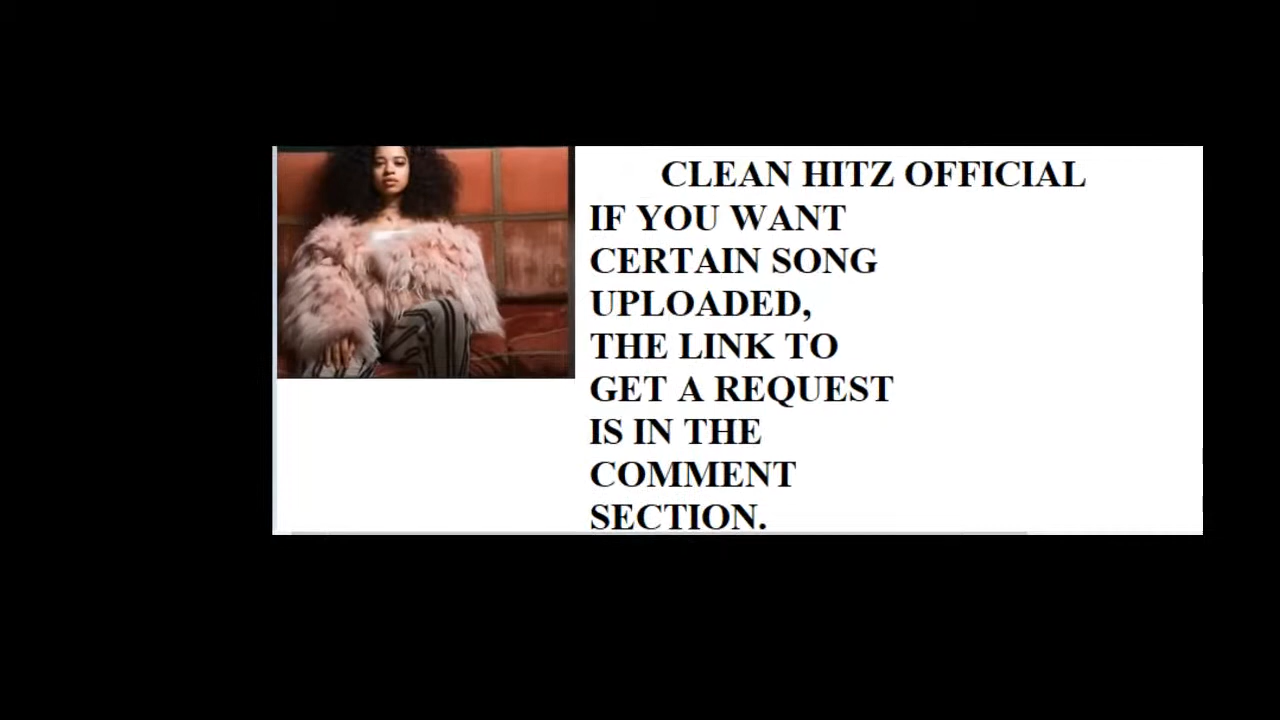 CLEAN HITZ OFFICIAL
IF YOU WANT
CERTAIN SONG
UPLOADED,
THE LINK TO
GET A REQUEST
IS IN THE
COMMENT
SECTION.